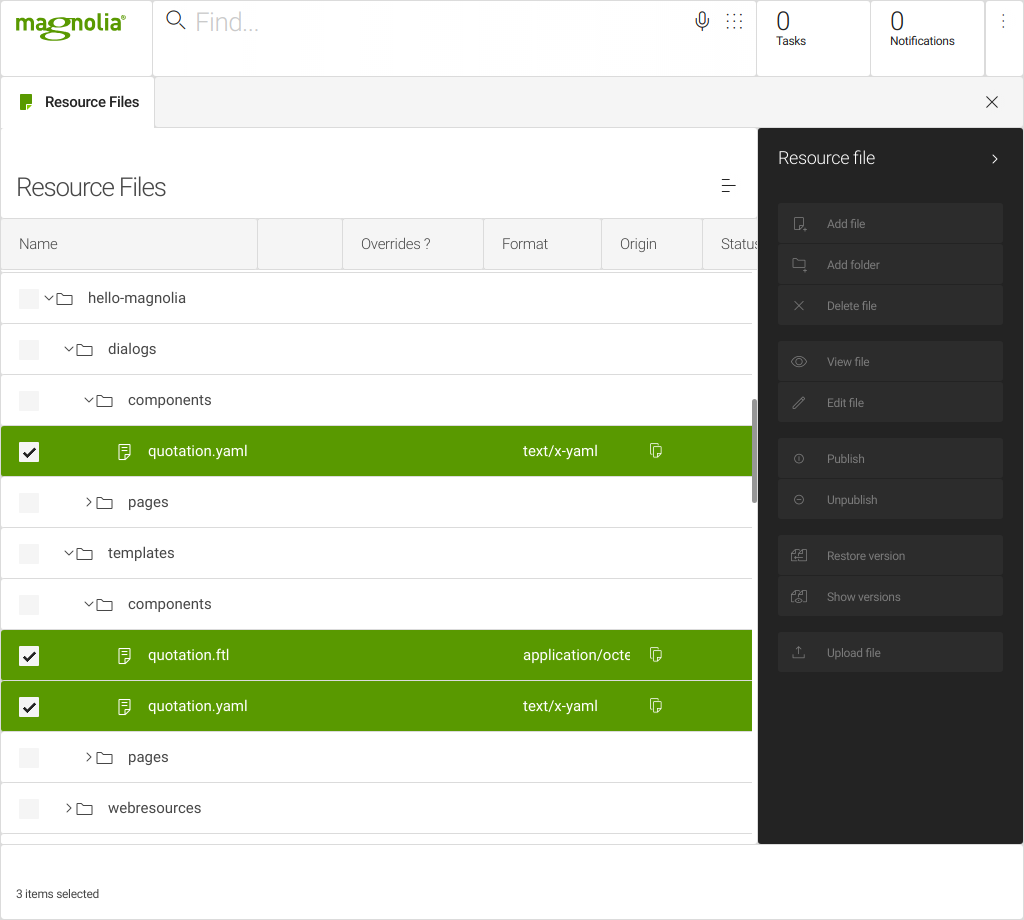 magnolia®
Find...
0
Tasks
0
Notifications
Resource Files
Resource Files
Name
Overrides ?
Format
Origin
Status
hello-magnolia
dialogs
components
quotation.yaml
text/x-yaml
pages
templates
components
quotation.ftl
application/octe
quotation.yaml
text/x-yaml
pages
webresources
Resource file
Add file
Add folder
Delete file
View file
Edit file
Publish
Unpublish
Restore version
Show versions
Upload file
3 items selected